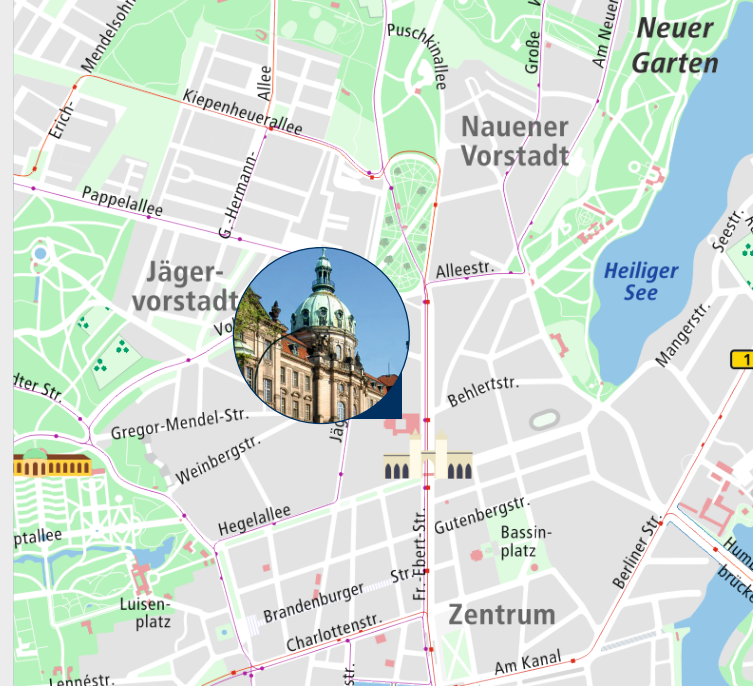 Mendelsohn
Erich-
Allee
Puschkinallee
Große
Am Neuen
Neuer
Garten
Kiepenheuerallee
Nauener
Vorstadt
G.-Hermann-
Pappelallee
Seestr.
Jäger-
vorstadt
Alleestr.
Heiliger
See
Mangerstr.
1
Behlertstr.
Gregor-Mendel-Str.
Weinbergstr.
Hegelallee
Fr.-Ebert-Str.
Gutenbergstr.
Bassin-
platz
Berliner Str.
Luisen-
platz
Brandenburger Str.
Charlottenstr.
Zentrum
Am Kanal
Lennéstr.
str.